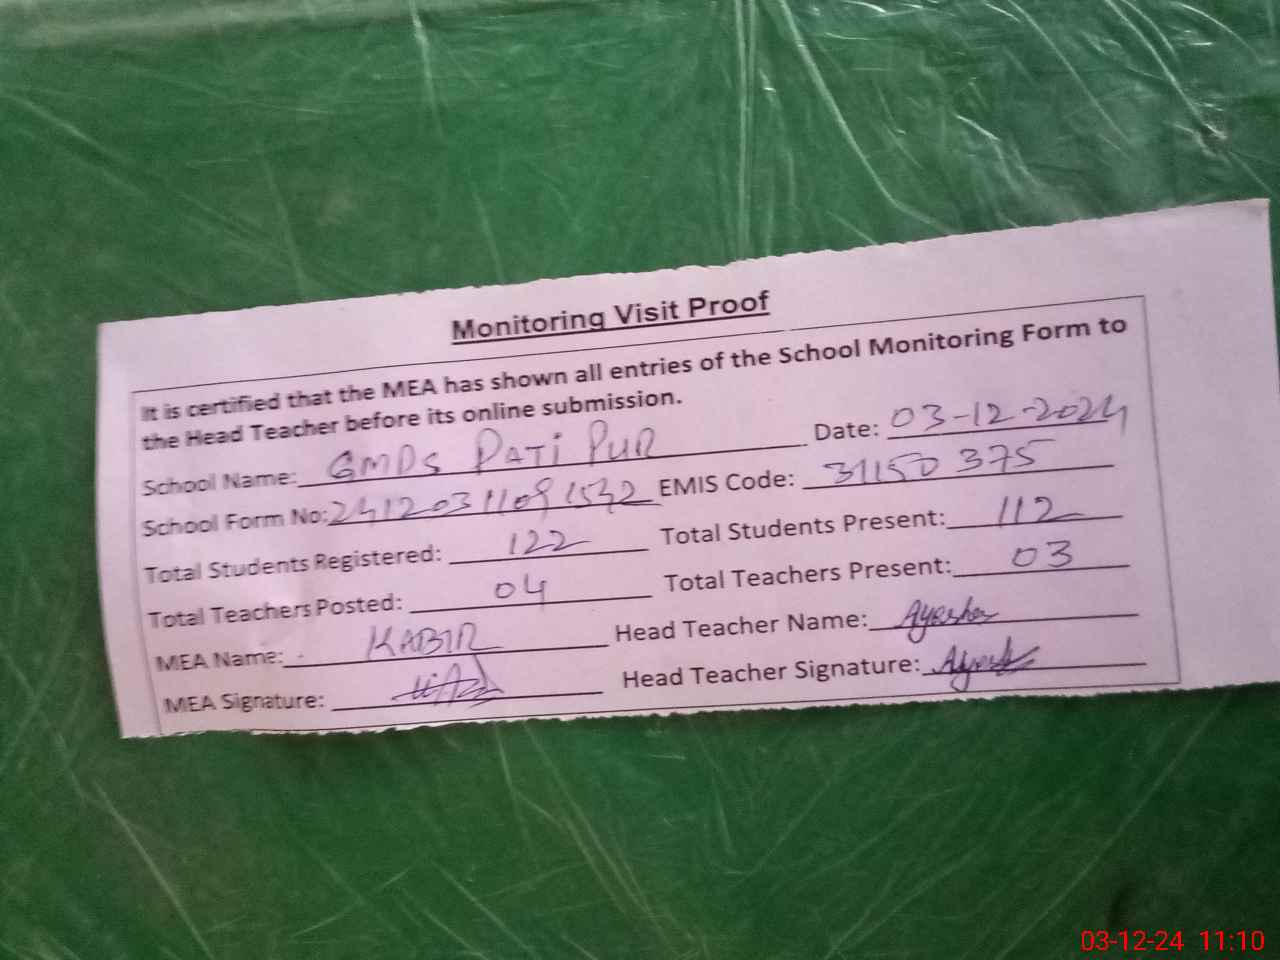 Monitoring Visit Proof
It is certified that the MEA has shown all entries of the School Monitoring Form to
the Head Teacher before its online submission.
School Name: GMPS PATI PUR Date: 03-12-2024
School Form No: 24120311091532 EMIS Code: 31150375
Total Students Registered: 122 Total Students Present: 112
Total Teachers Posted: 04 Total Teachers Present: 03
MEA Name: KABIR Head Teacher Name: Ayesha
MEA Signature: Head Teacher Signature:
03-12-24 11:10